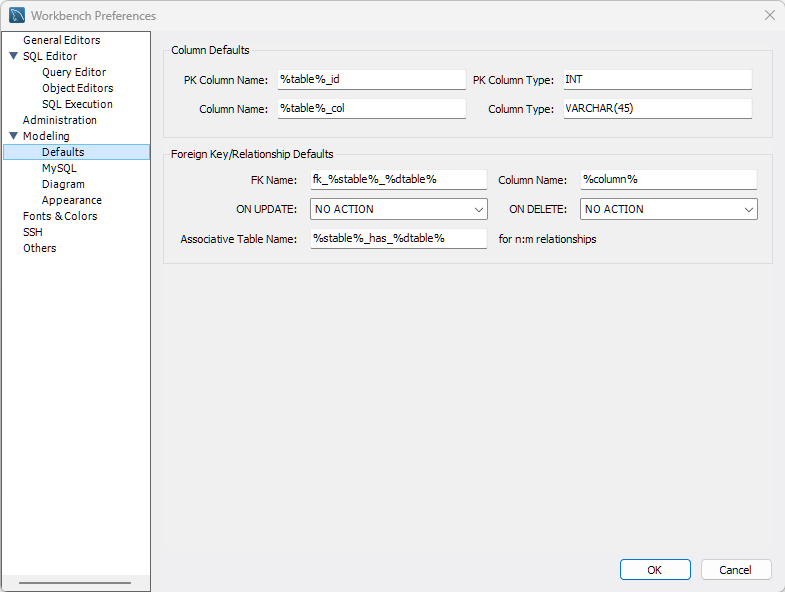 Workbench Preferences
General Editors
SQL Editor
Query Editor
Object Editors
SQL Execution
Administration
Modeling
Defaults
MySQL
Diagram
Appearance
Fonts & Colors
SSH
Others
Column Defaults
PK Column Name: %table%_id PK Column Type: INT
Column Name: %table%_col Column Type: VARCHAR(45)
Foreign Key/Relationship Defaults
FK Name: fk_%stable%_%dtable% Column Name: %column%
ON UPDATE: NO ACTION ON DELETE: NO ACTION
Associative Table Name: %stable%_has_%dtable% for n:m relationships
OK Cancel